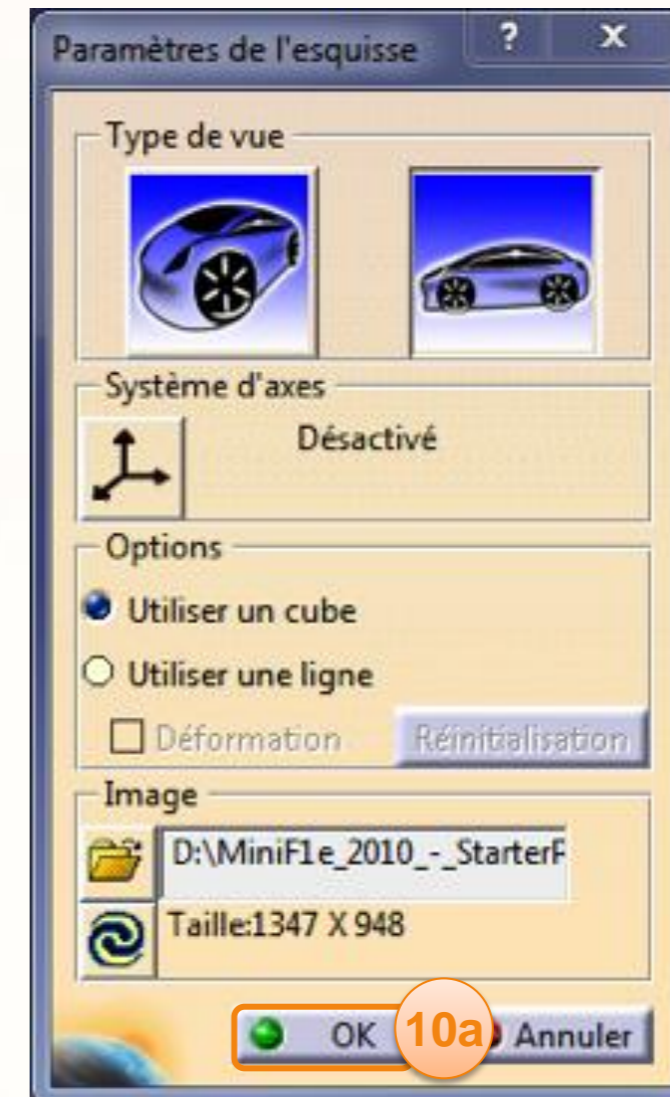 Paramètres de l'esquisse ? X
Type de vue
Système d'axes
Désactivé
Options
Utiliser un cube
Utiliser une ligne
Déformation Réinitialisation
Image
D:\MiniF1e_2010_-_StarterP
Taille:1347 X 948
OK 10a Annuler